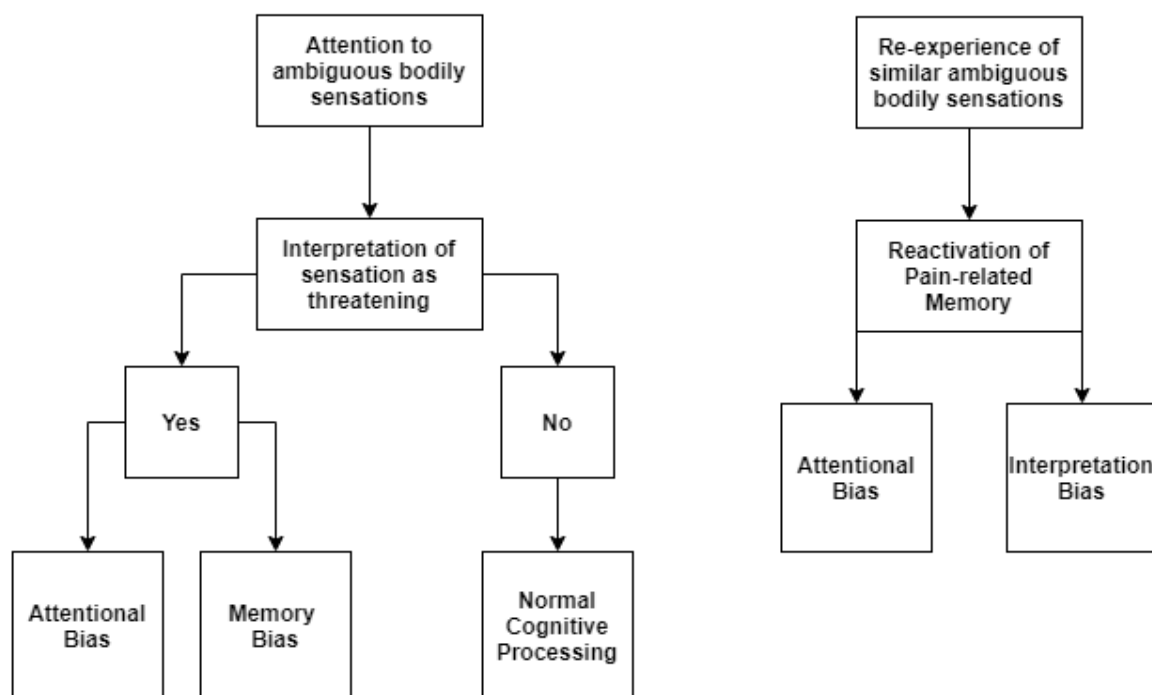 Attention to
ambiguous bodily
sensations
Interpretation of
sensation as
threatening
Yes
No
Attentional
Bias
Memory
Bias
Normal
Cognitive
Processing
Re-experience of
similar ambiguous
bodily sensations
Reactivation of
Pain-related
Memory
Attentional
Bias
Interpretation
Bias